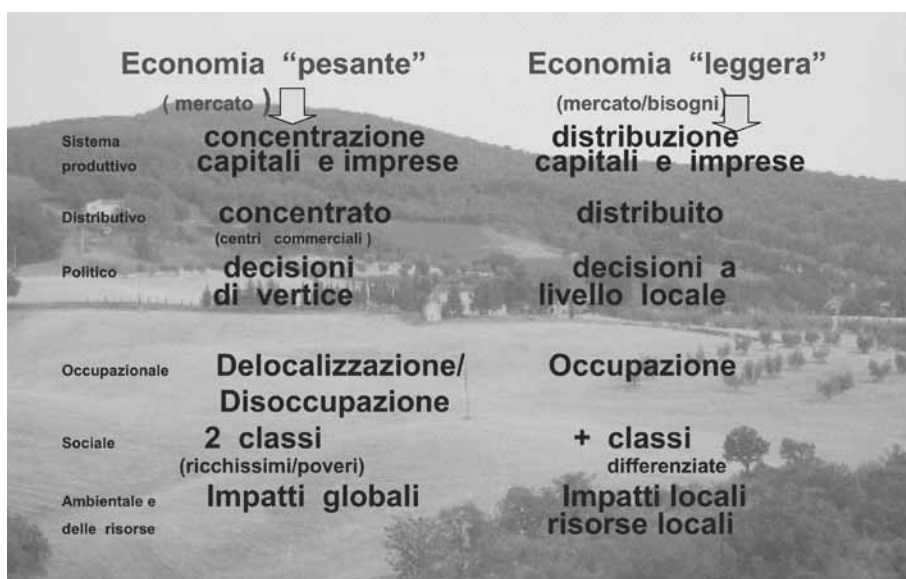 Economia “pesante” Economia “leggera”
( mercato ) (mercato/bisogni)
Sistema concentrazione distribuzione
produttivo capitali e imprese capitali e imprese
Distributivo concentrato distribuito
(centri commerciali )
Politico decisioni decisioni a
di vertice livello locale
Occupazionale Delocalizzazione/ Occupazione
Disoccupazione
Sociale 2 classi + classi
(ricchissimi/poveri) differenziate
Ambientale e Impatti globali Impatti locali
delle risorse risorse locali